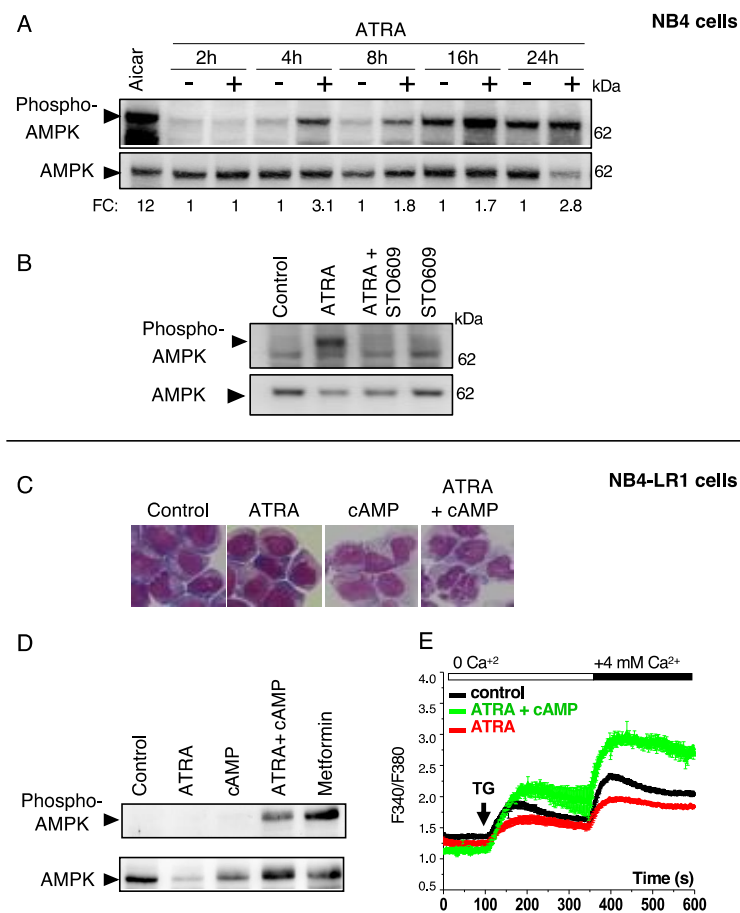 A
NB4 cells
ATRA
Aicar
2h 4h 8h 16h 24h
- + - + - + - + - + kDa
Phospho-
AMPK
62
AMPK
62
FC: 12 1 1 1 3.1 1 1.8 1 1.7 1 2.8
B
Control
ATRA
ATRA +
STO609
STO609
kDa
Phospho-
AMPK
62
AMPK
62
C
NB4-LR1 cells
Control ATRA cAMP ATRA
+ cAMP
D
Control
ATRA
cAMP
ATRA+ cAMP
Metformin
Phospho-
AMPK
AMPK
E
0 Ca⁺² +4 mM Ca²⁺
4.0
3.5
3.0
2.5
2.0
1.5
1.0
0.5
F340/F380
control
ATRA + cAMP
ATRA
TG
Time (s)
0 100 200 300 400 500 600